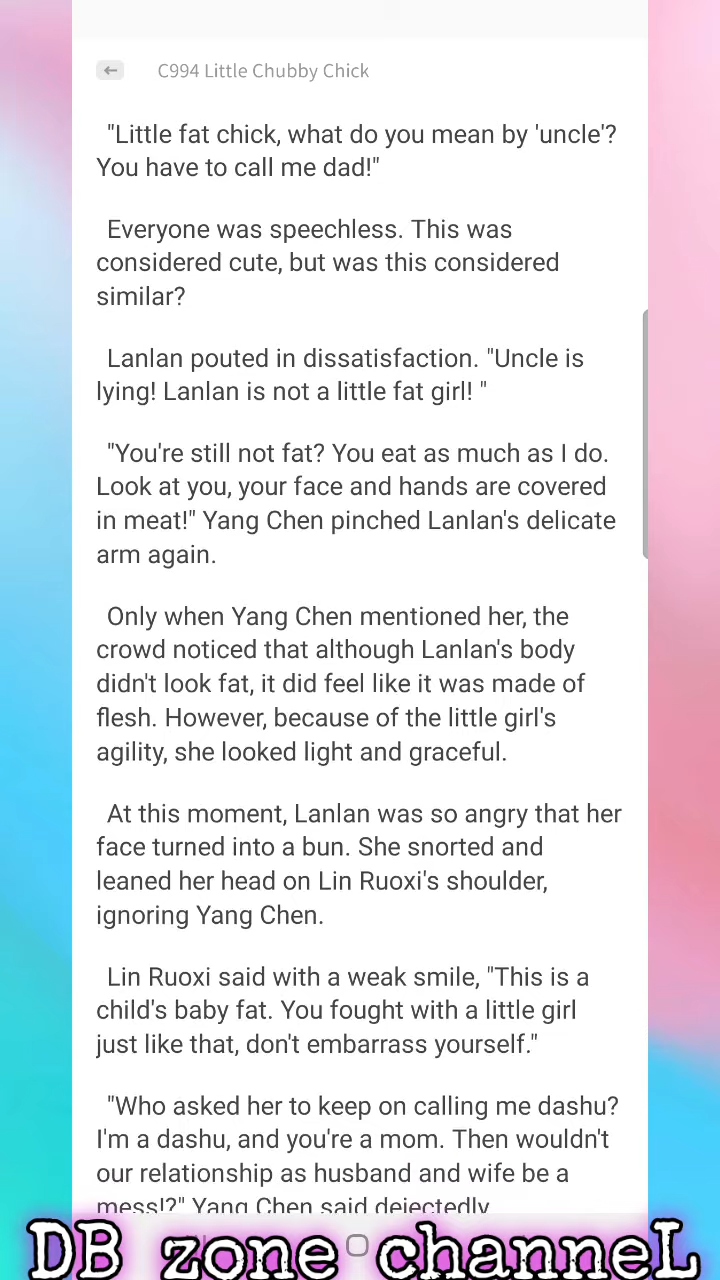 C994 Little Chubby Chick
"Little fat chick, what do you mean by 'uncle'?
You have to call me dad!"
Everyone was speechless. This was
considered cute, but was this considered
similar?
Lanlan pouted in dissatisfaction. "Uncle is
lying! Lanlan is not a little fat girl! "
"You're still not fat? You eat as much as I do.
Look at you, your face and hands are covered
in meat!" Yang Chen pinched Lanlan's delicate
arm again.
Only when Yang Chen mentioned her, the
crowd noticed that although Lanlan's body
didn't look fat, it did feel like it was made of
flesh. However, because of the little girl's
agility, she looked light and graceful.
At this moment, Lanlan was so angry that her
face turned into a bun. She snorted and
leaned her head on Lin Ruoxi's shoulder,
ignoring Yang Chen.
Lin Ruoxi said with a weak smile, "This is a
child's baby fat. You fought with a little girl
just like that, don't embarrass yourself."
"Who asked her to keep on calling me dashu?
I'm a dashu, and you're a mom. Then wouldn't
our relationship as husband and wife be a
mess!?" Yang Chen said dejectedly
DB zone channeL